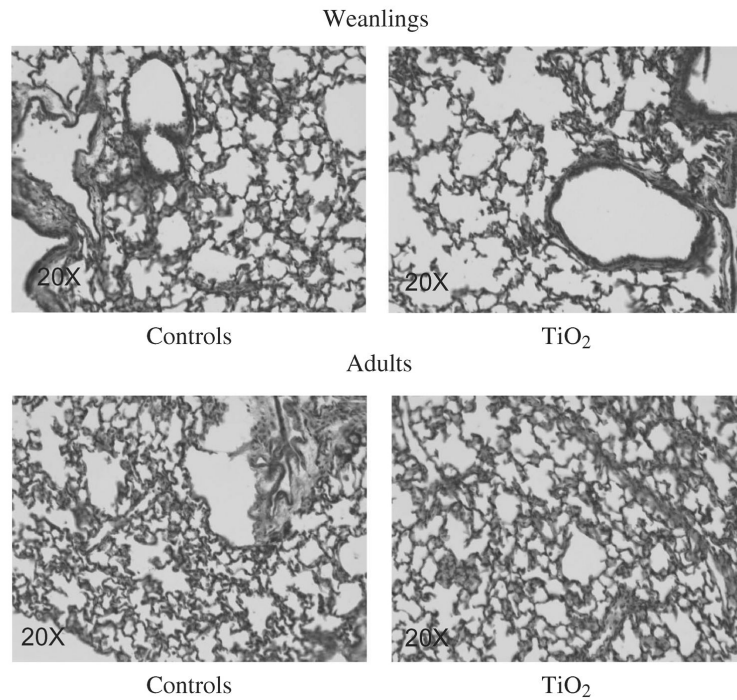 Weanlings
20X
20X
Controls
TiO₂
Adults
20X
20X
Controls
TiO₂